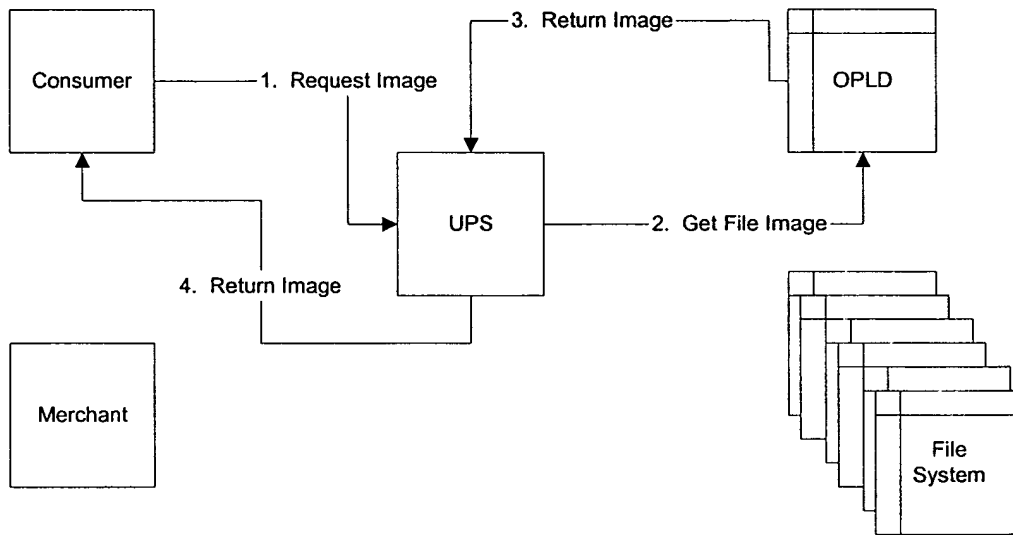 3. Return Image
Consumer
1. Request Image
OPLD
UPS
2. Get File Image
4. Return Image
Merchant
File
System